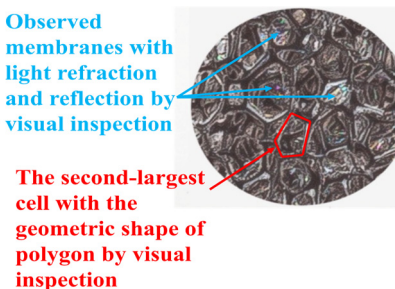 Observed
membranes with
light refraction
and reflection by
visual inspection
The second-largest
cell with the
geometric shape of
polygon by visual
inspection